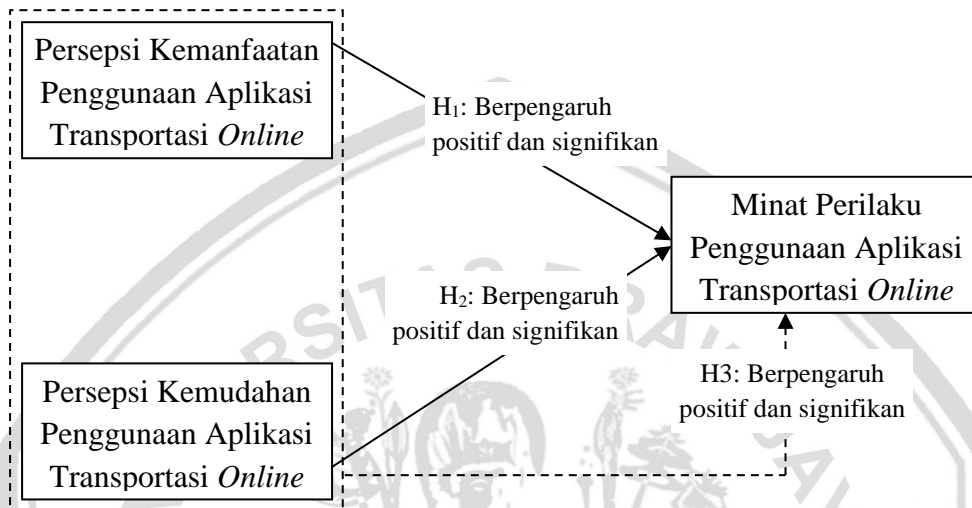 Persepsi Kemanfaatan
Penggunaan Aplikasi
Transportasi Online
H₁: Berpengaruh
positif dan signifikan
Minat Perilaku
Penggunaan Aplikasi
Transportasi Online
H₂: Berpengaruh
positif dan signifikan
H3: Berpengaruh
positif dan signifikan
Persepsi Kemudahan
Penggunaan Aplikasi
Transportasi Online